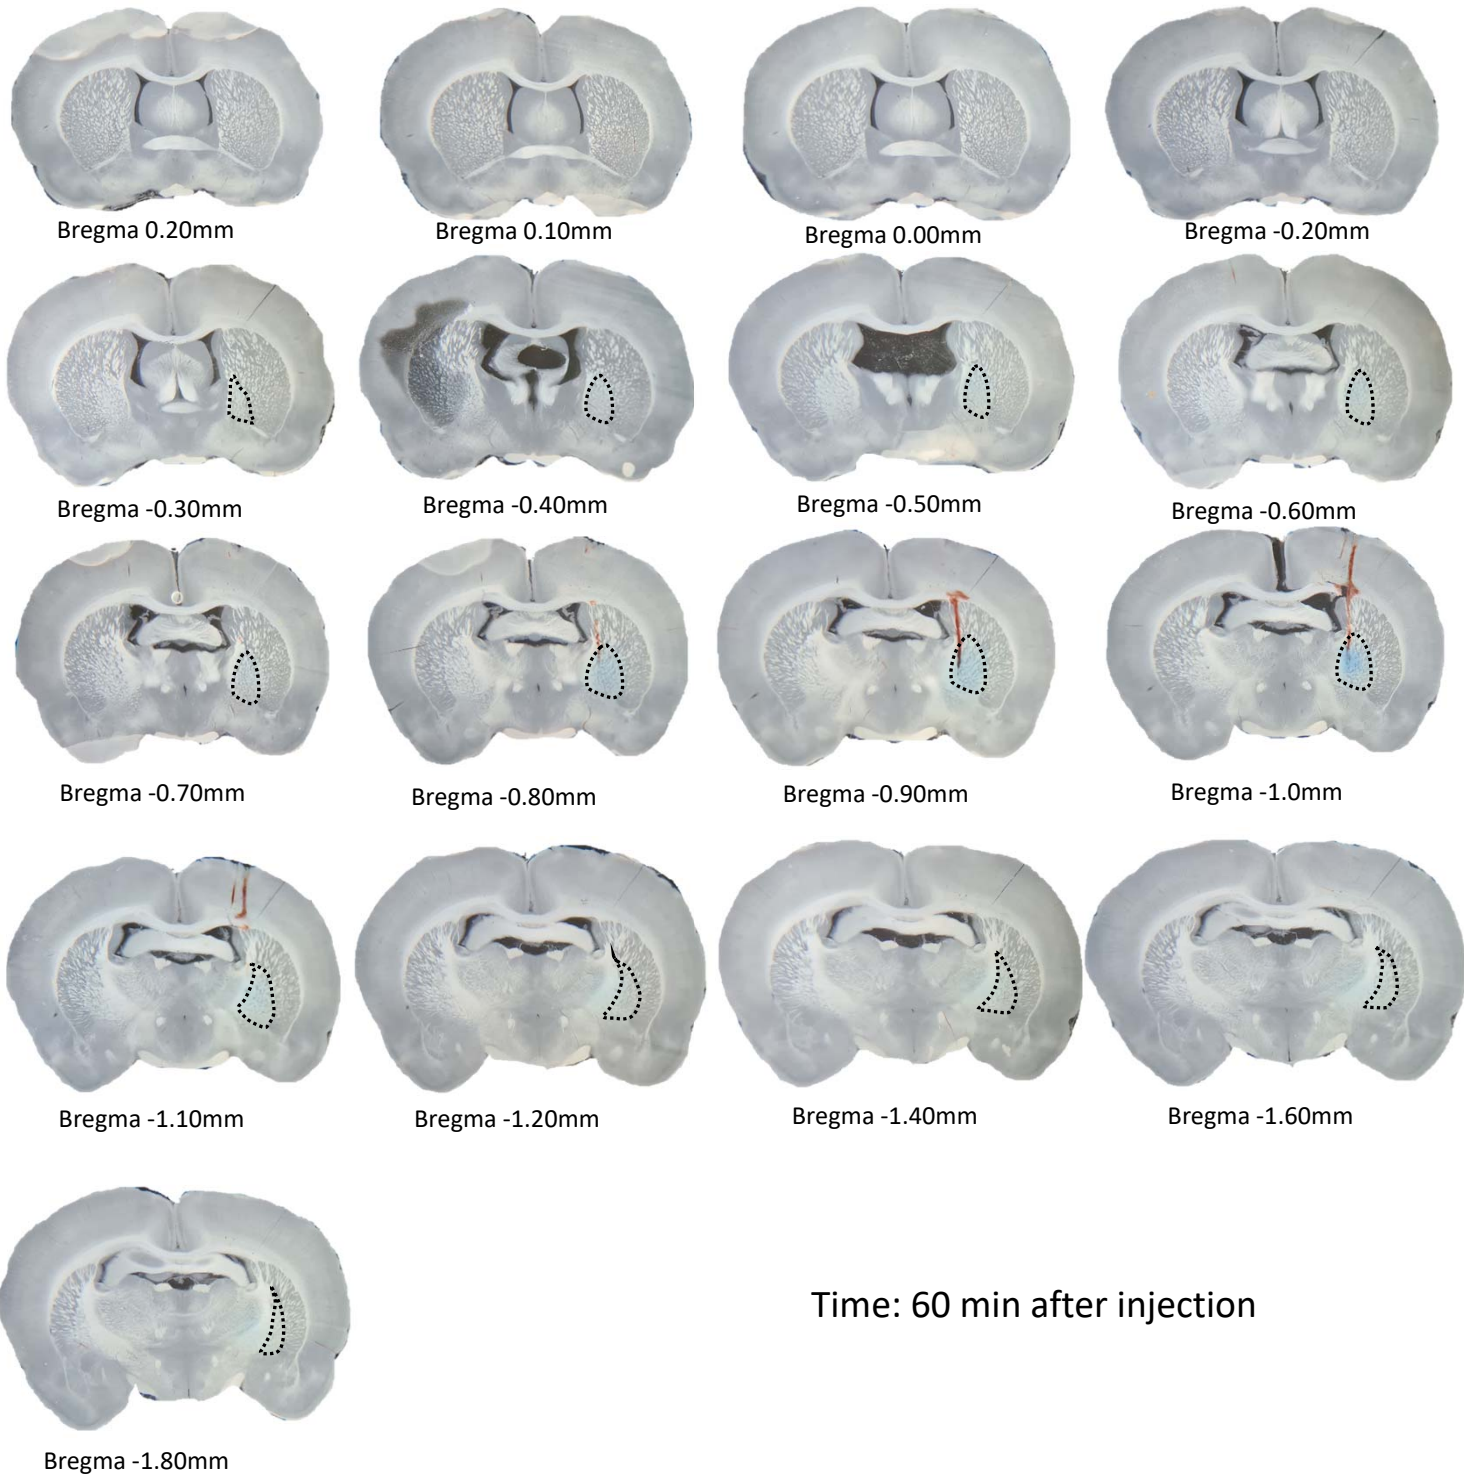 Bregma 0.20mm
Bregma 0.10mm
Bregma 0.00mm
Bregma -0.20mm
Bregma -0.30mm
Bregma -0.40mm
Bregma -0.50mm
Bregma -0.60mm
Bregma -0.70mm
Bregma -0.80mm
Bregma -0.90mm
Bregma -1.0mm
Bregma -1.10mm
Bregma -1.20mm
Bregma -1.40mm
Bregma -1.60mm
Time: 60 min after injection
Bregma -1.80mm